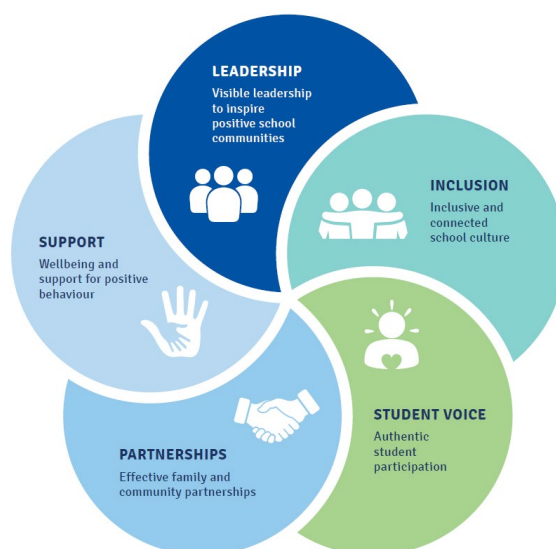 LEADERSHIP
Visible leadership
to inspire
positive school
communities
INCLUSION
Inclusive and
connected
school culture
STUDENT VOICE
Authentic
student
participation
PARTNERSHIPS
Effective family and
community partnerships
SUPPORT
Wellbeing and
support for positive
behaviour